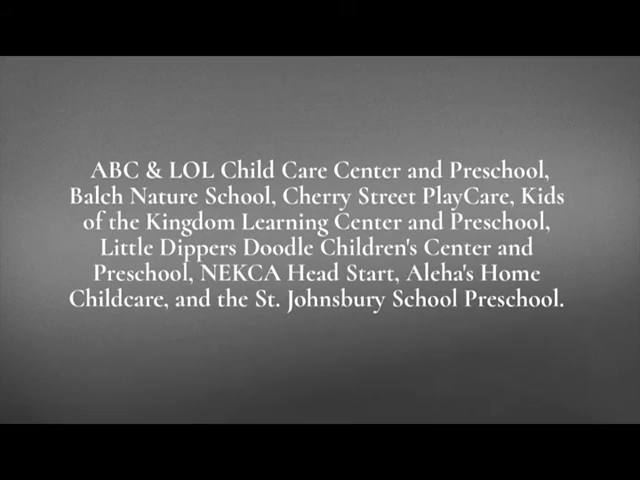 ABC & LOL Child Care Center and Preschool,
Balch Nature School, Cherry Street PlayCare, Kids
of the Kingdom Learning Center and Preschool,
Little Dippers Doodle Children's Center and
Preschool, NEKCA Head Start, Aleha's Home
Childcare, and the St. Johnsbury School Preschool.